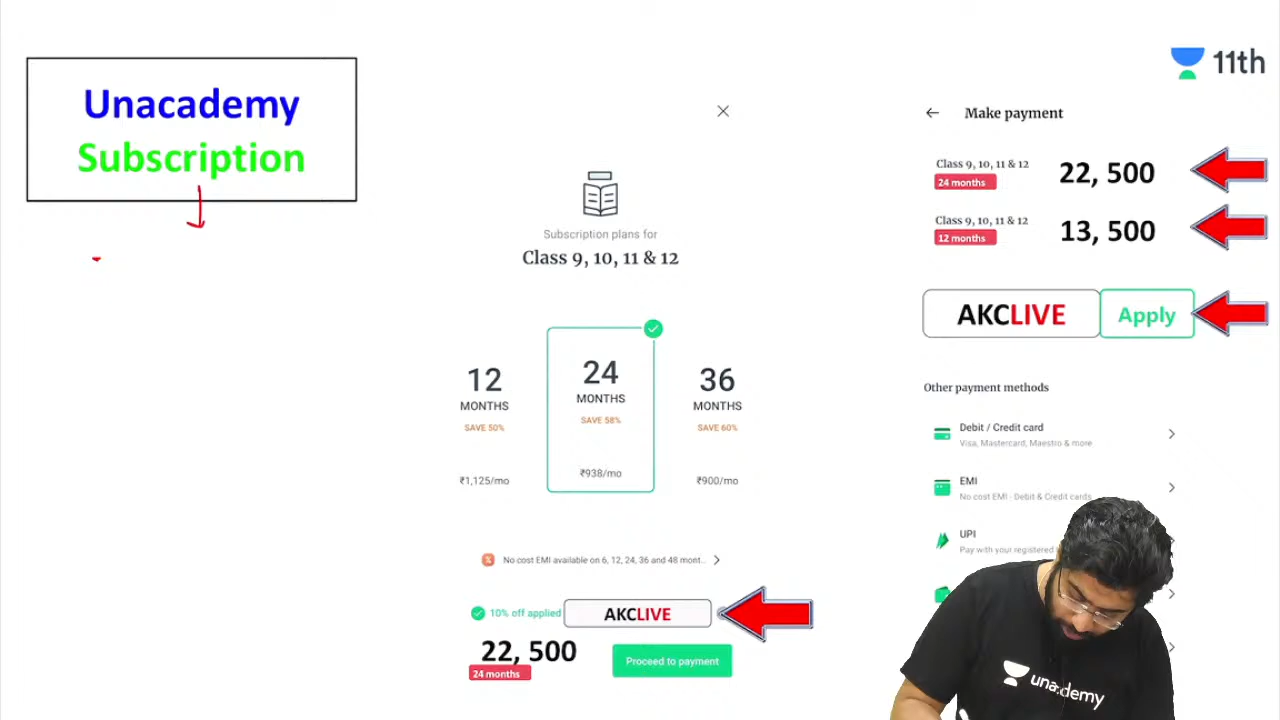 Unacademy
Subscription
Subscription plans for
Class 9, 10, 11 & 12
12
MONTHS
SAVE 50%
₹1,125/mo
24
MONTHS
SAVE 58%
₹938/mo
36
MONTHS
SAVE 60%
₹900/mo
No cost EMI available on 6, 12, 24, 36 and 48 mont..
10% off applied
AKCLIVE
22, 500
24 months
Proceed to payment
11th
Make payment
Class 9, 10, 11 & 12
24 months
22, 500
Class 9, 10, 11 & 12
12 months
13, 500
AKCLIVE
Apply
Other payment methods
Debit / Credit card
Visa, Mastercard, Maestro & more
EMI
No cost EMI - Debit & Credit cards
UPI
Pay with your registered
unacademy